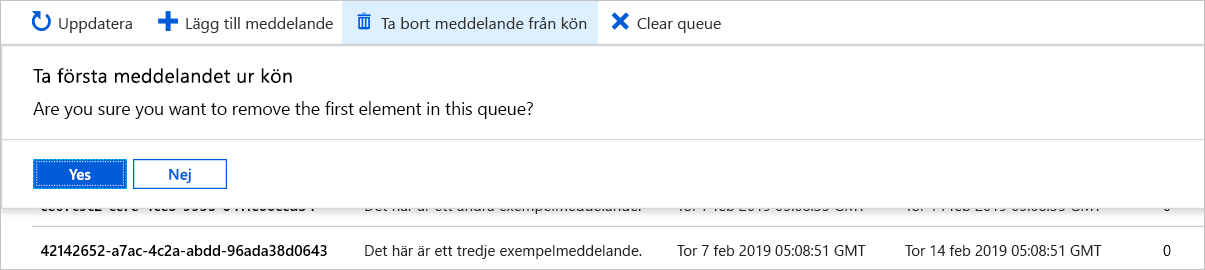 Uppdatera Lägg till meddelande Ta bort meddelande från kön Clear queue
Ta första meddelandet ur kön
Are you sure you want to remove the first element in this queue?
Yes Nej
Det här är ett andra exempelmeddelande. Tor 7 feb 2019 05:08:35 GMT Tor 14 feb 2019 05:08:35 GMT
42142652-a7ac-4c2a-abdd-96ada38d0643 Det här är ett tredje exempelmeddelande. Tor 7 feb 2019 05:08:51 GMT Tor 14 feb 2019 05:08:51 GMT 0